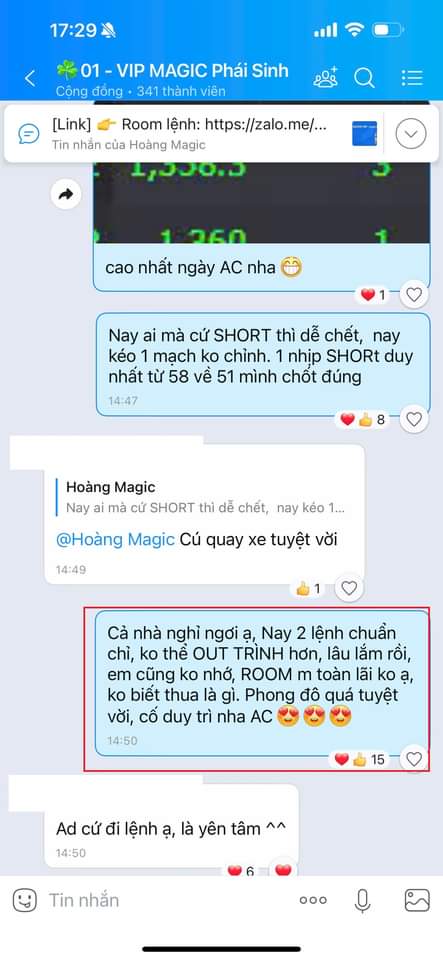 17:29
01 - VIP MAGIC Phái Sinh
Cộng đồng • 341 thành viên
[Link] 👉 Room lệnh: https://zalo.me/...
Tin nhắn của Hoàng Magic
1,358.3 3
1,360 1
cao nhất ngày AC nha 😁
1
Nay ai mà cứ SHORT thì dễ chết, nay
kéo 1 mạch ko chỉnh. 1 nhịp SHORt duy
nhất từ 58 về 51 mình chốt đúng
14:47
8
Hoàng Magic
Nay ai mà cứ SHORT thì dễ chết, nay kéo 1...
@Hoàng Magic Cú quay xe tuyệt vời
14:49
1
Cả nhà nghỉ ngơi ạ, Nay 2 lệnh chuẩn
chỉ, ko thể OUT TRÌNH hơn, lâu lắm rồi,
em cũng ko nhớ, ROOM m toàn lãi ko ạ,
ko biết thua là gì. Phong đô quá tuyệt
vời, cố duy trì nha AC 😍😍😍
14:50
15
Ad cứ đi lệnh ạ, là yên tâm ^^
14:50
6
Tin nhắn